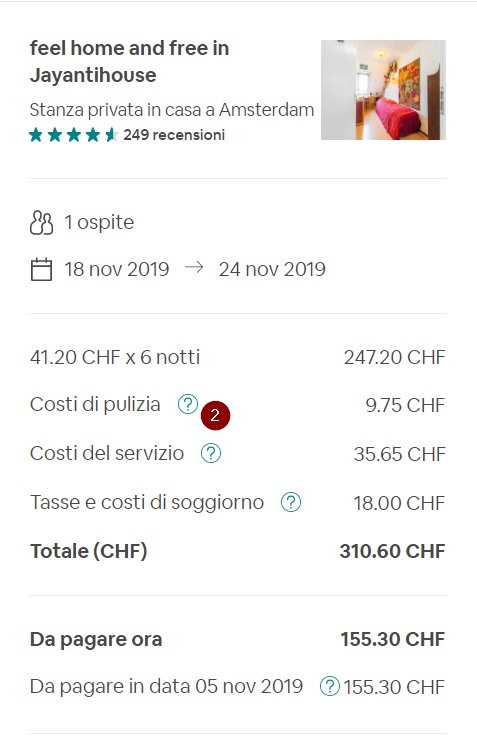 feel home and free in
Jayantihouse
Stanza privata in casa a Amsterdam
249 recensioni
1 ospite
18 nov 2019 → 24 nov 2019
41.20 CHF x 6 notti 247.20 CHF
Costi di pulizia ? 2 9.75 CHF
Costi del servizio ? 35.65 CHF
Tasse e costi di soggiorno ? 18.00 CHF
Totale (CHF) 310.60 CHF
Da pagare ora 155.30 CHF
Da pagare in data 05 nov 2019 ? 155.30 CHF